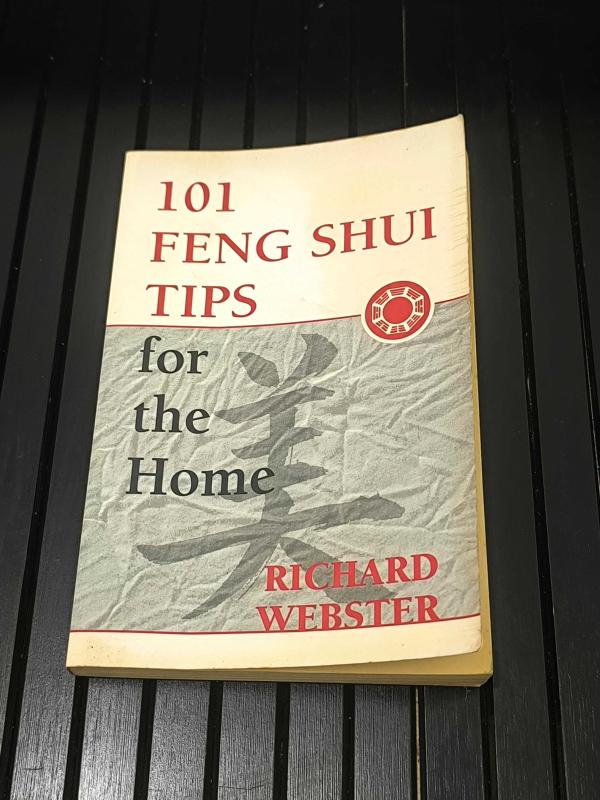 101
FENG SHUI
TIPS
for
the
Home
美
RICHARD
WEBSTER